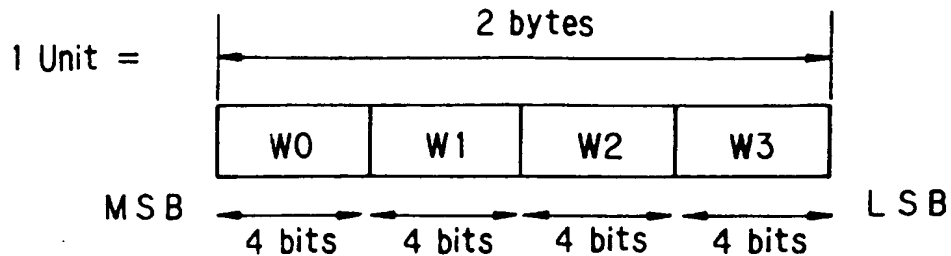 2 bytes
1 Unit =
W0 W1 W2 W3
MSB LSB
4 bits 4 bits 4 bits 4 bits